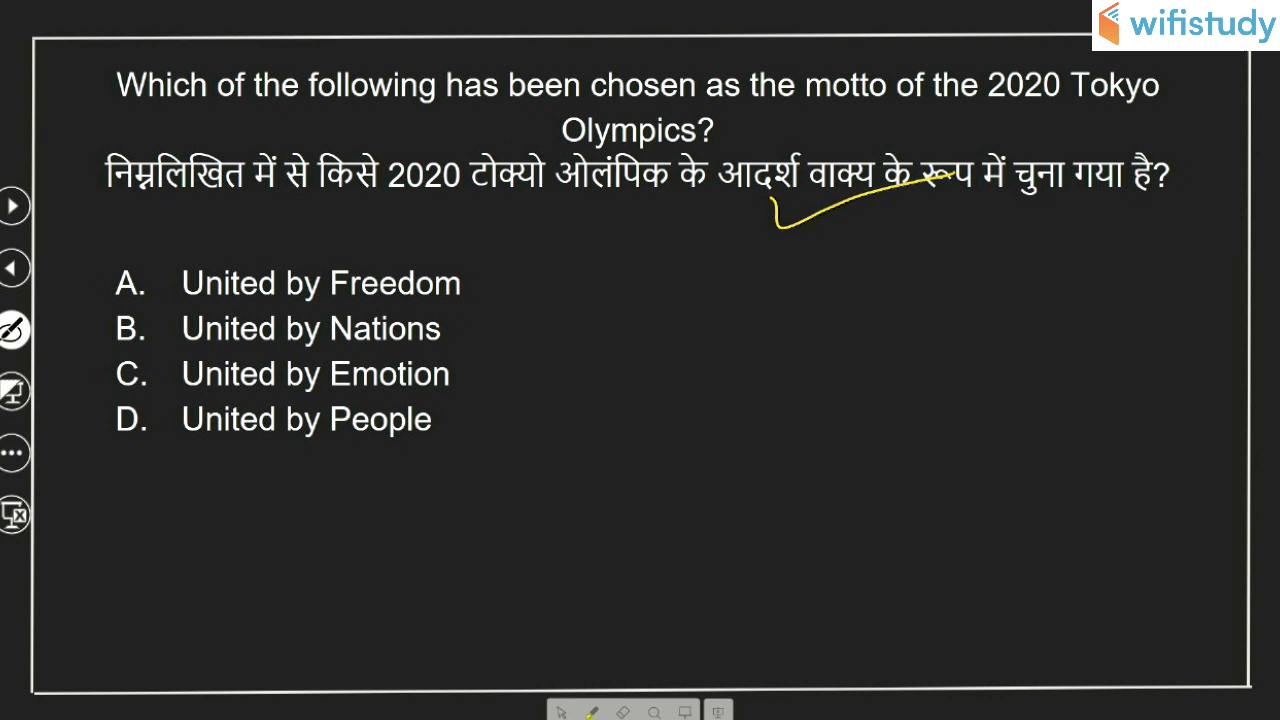 wifistudy
Which of the following has been chosen as the motto of the 2020 Tokyo
Olympics?
निम्नलिखित में से किसे 2020 टोक्यो ओलंपिक के आदर्श वाक्य के रूप में चुना गया है?
A. United by Freedom
B. United by Nations
C. United by Emotion
D. United by People